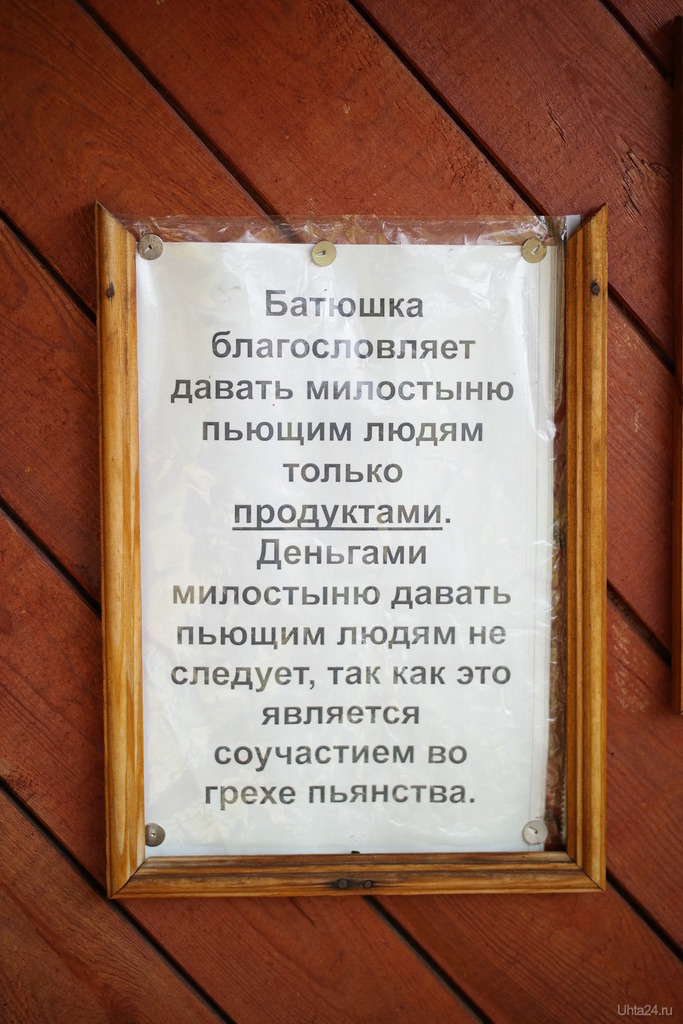 Батюшка
благословляет
давать милостыню
пьющим людям
только
продуктами.
Деньгами
милостыню давать
пьющим людям не
следует, так как это
является
соучастием во
грехе пьянства.
Uhta24.ru